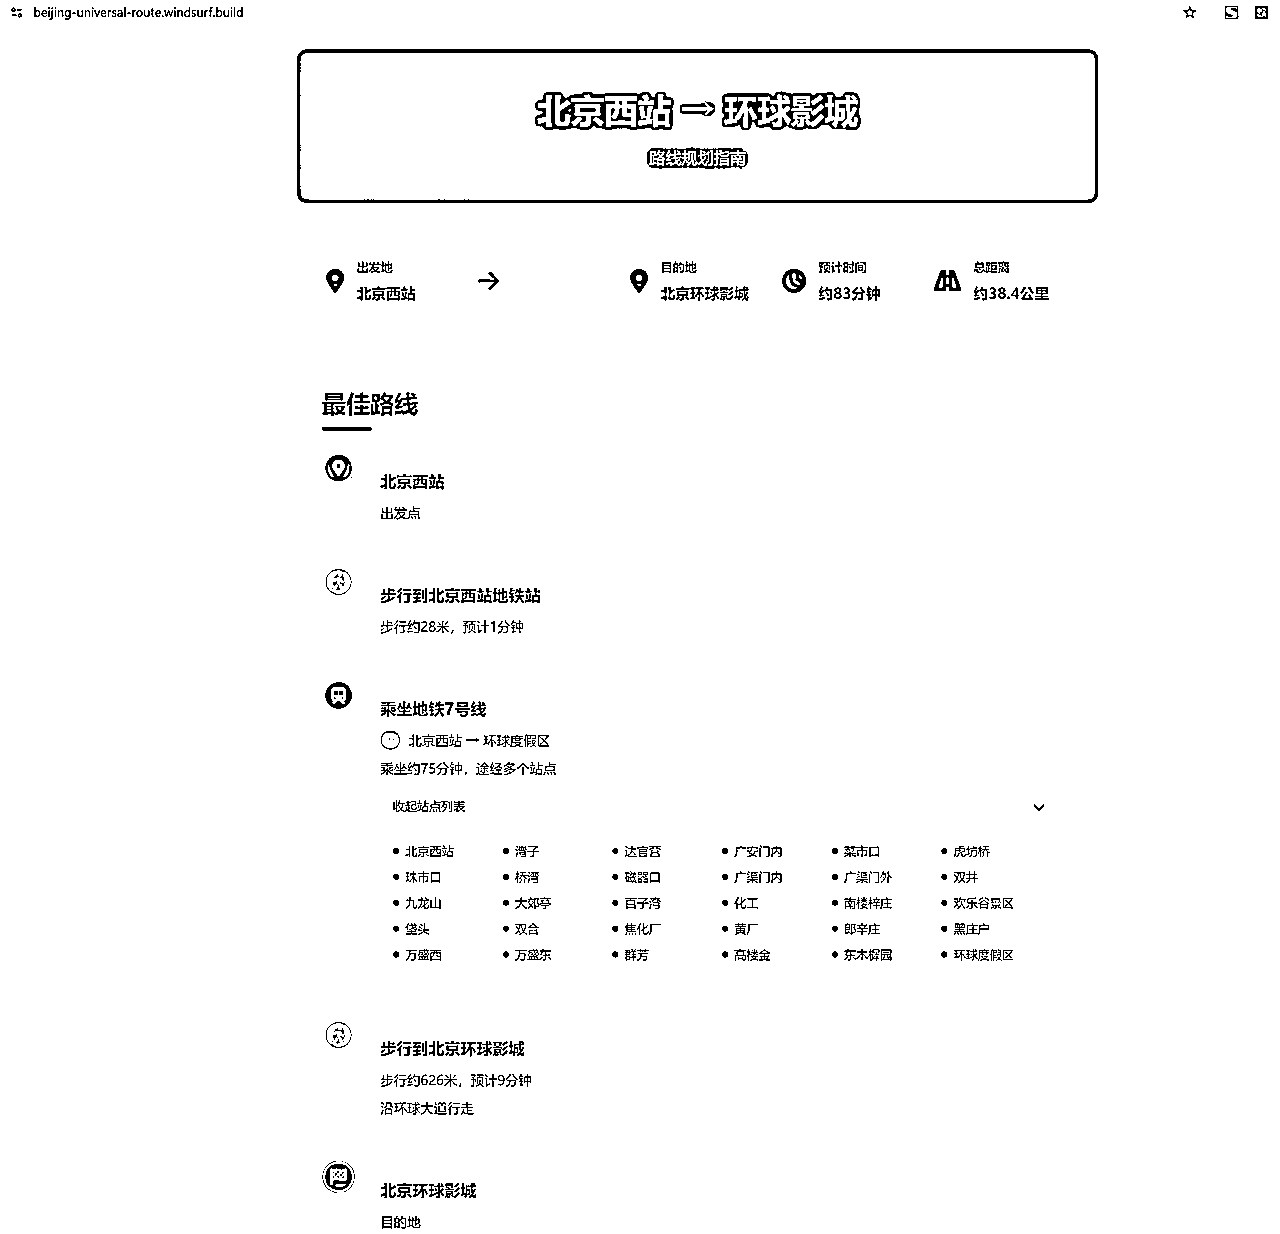 beijing-universal-route.windsurf.build
北京西站 → 环球影城
路线规划指南
出发地
北京西站
→
目的地
北京环球影城
预计时间
约83分钟
总距离
约38.4公里
最佳路线
北京西站
出发点
步行到北京西站地铁站
步行约28米，预计1分钟
乘坐地铁7号线
北京西站 → 环球度假区
乘坐约75分钟，途经多个站点
收起站点列表
北京西站 湾子 达官营 广安门内 菜市口 虎坊桥
珠市口 桥湾 磁器口 广渠门内 广渠门外 双井
九龙山 大郊亭 百子湾 化工 南楼梓庄 欢乐谷景区
垡头 双合 焦化厂 黄厂 郎辛庄 黑庄户
万盛西 万盛东 群芳 高楼金 东木樨园 环球度假区
步行到北京环球影城
步行约626米，预计9分钟
沿环球大道行走
北京环球影城
目的地